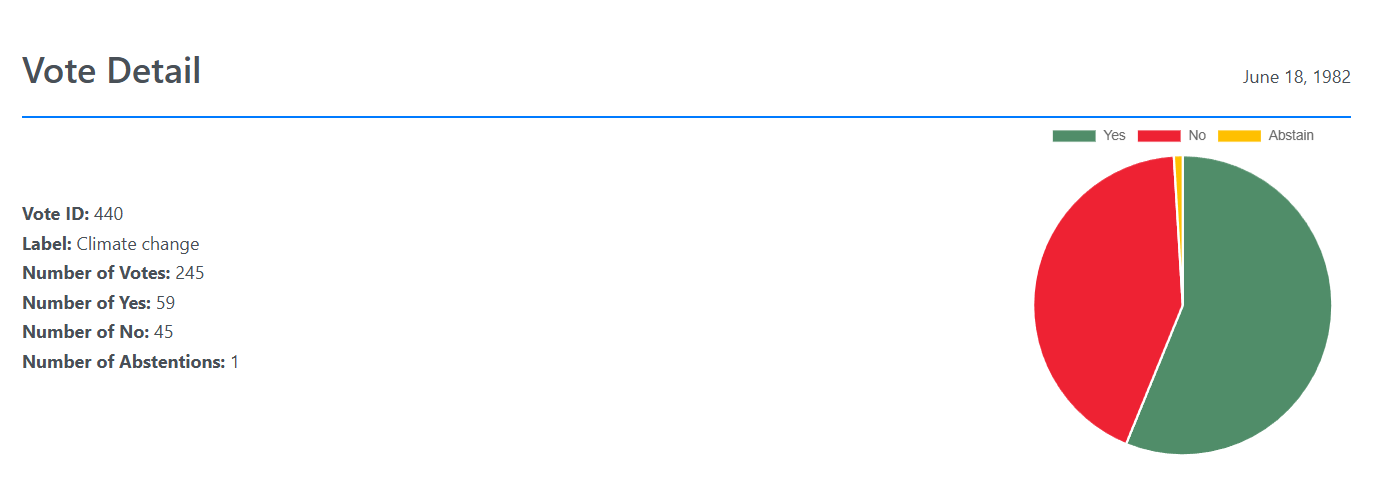 Vote Detail
June 18, 1982
Yes No Abstain
Vote ID: 440
Label: Climate change
Number of Votes: 245
Number of Yes: 59
Number of No: 45
Number of Abstentions: 1